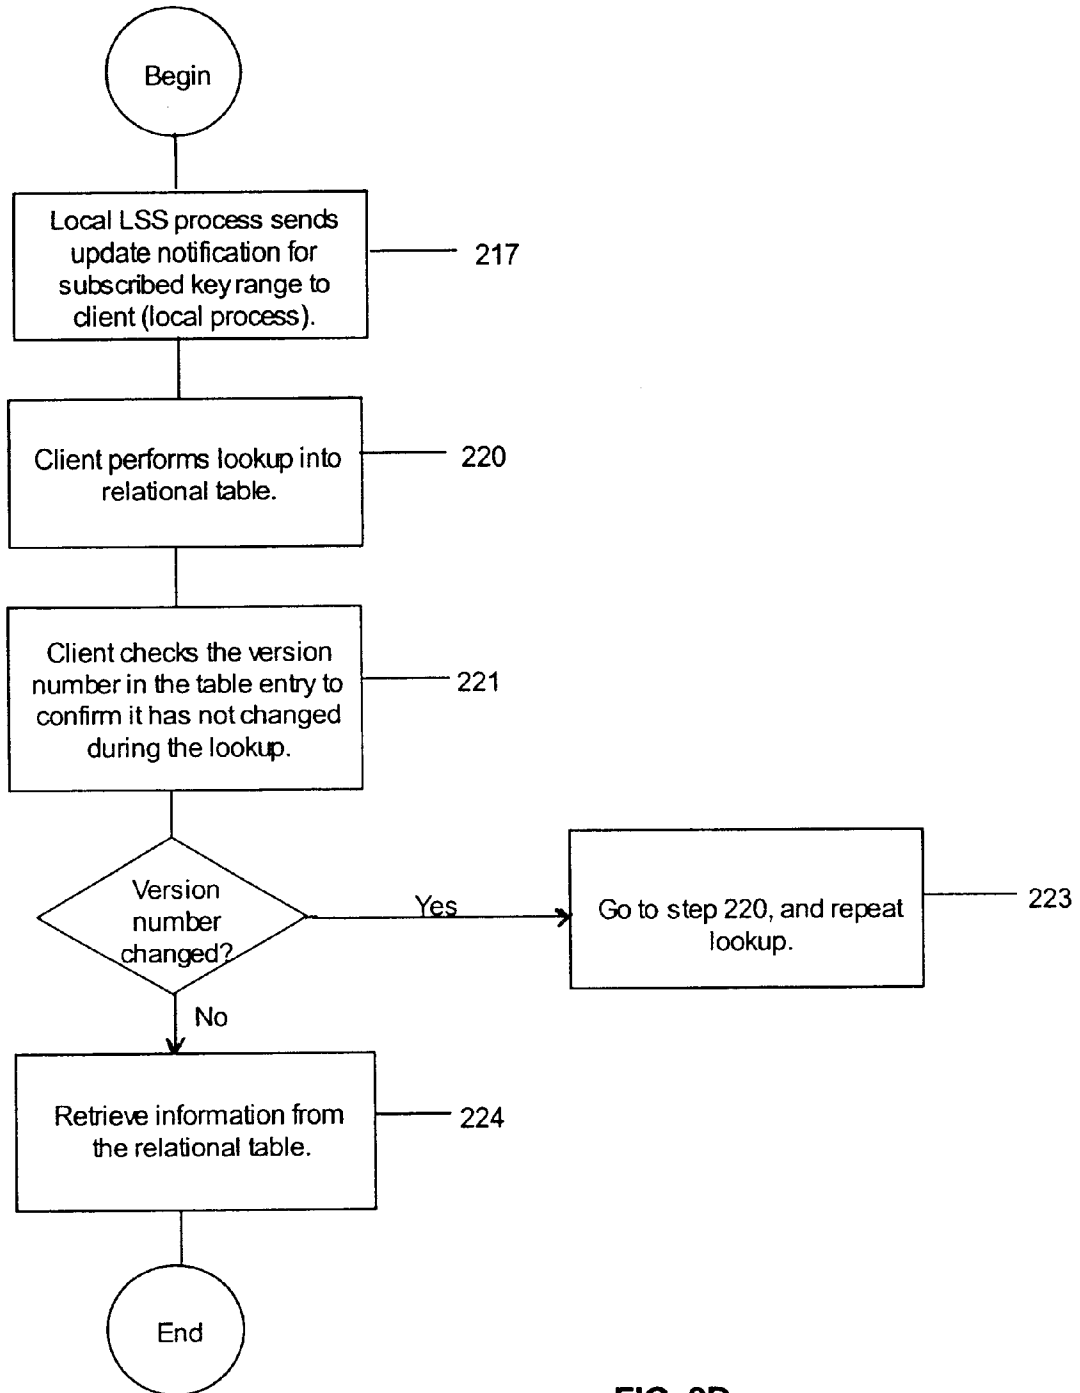 Begin
Local LSS process sends
update notification for
subscribed key range to
client (local process).
217
Client performs lookup into
relational table.
220
Client checks the version
number in the table entry to
confirm it has not changed
during the lookup.
221
Version
number
changed?
Yes
Go to step 220, and repeat
lookup.
223
No
Retrieve information from
the relational table.
224
End